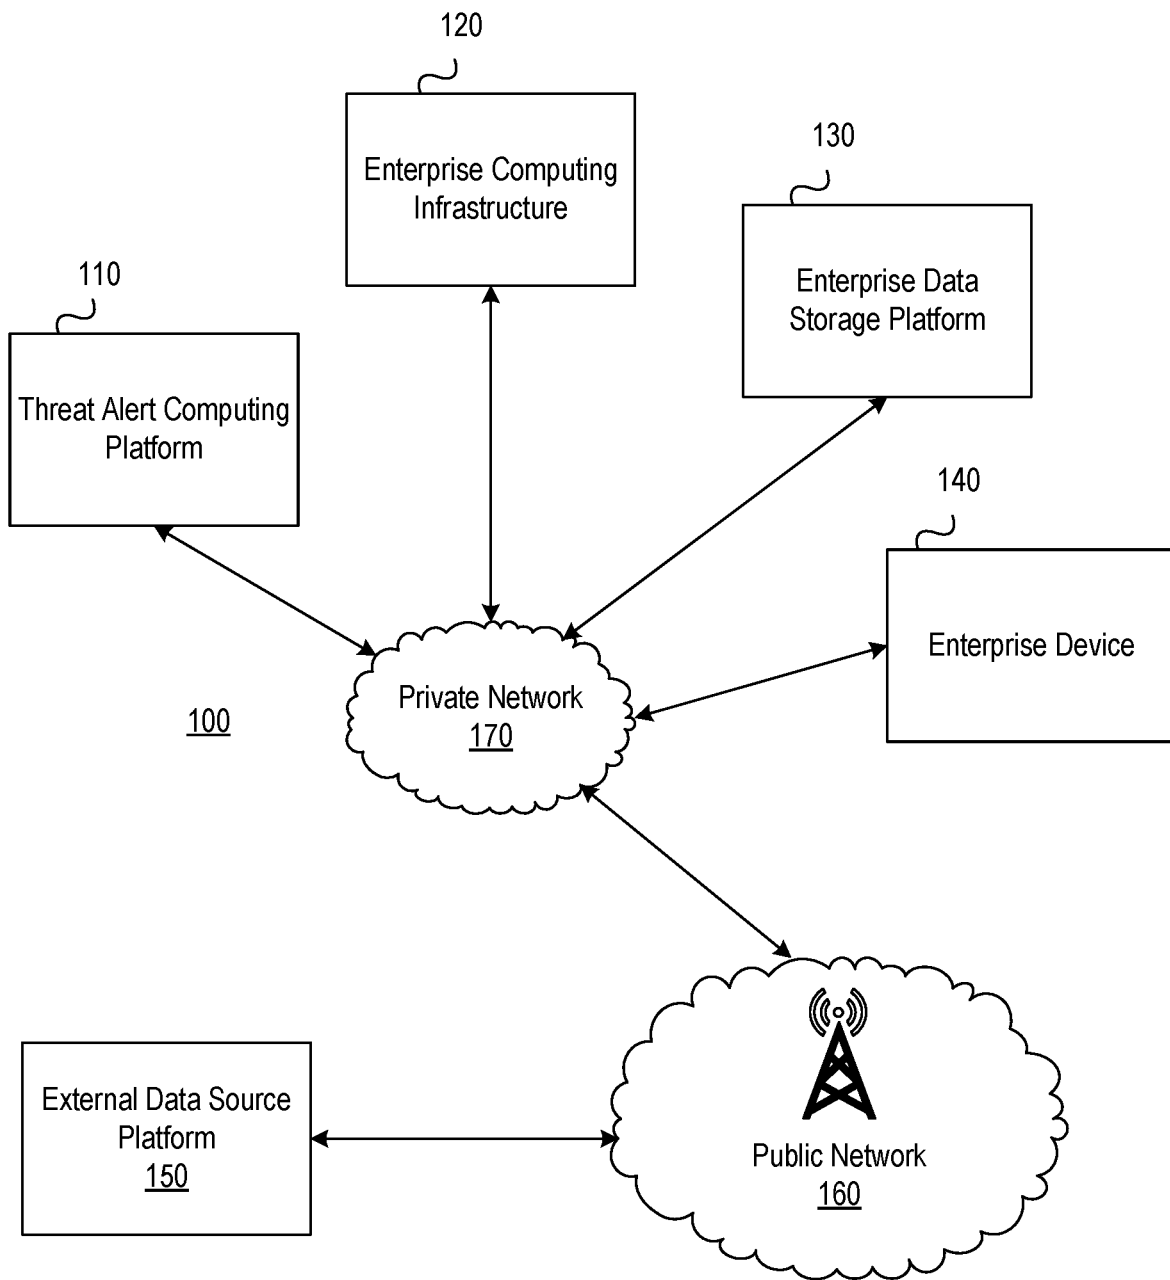 120
Enterprise Computing
Infrastructure
130
Enterprise Data
Storage Platform
110
Threat Alert Computing
Platform
140
Enterprise Device
Private Network
170
100
External Data Source
Platform
150
Public Network
160